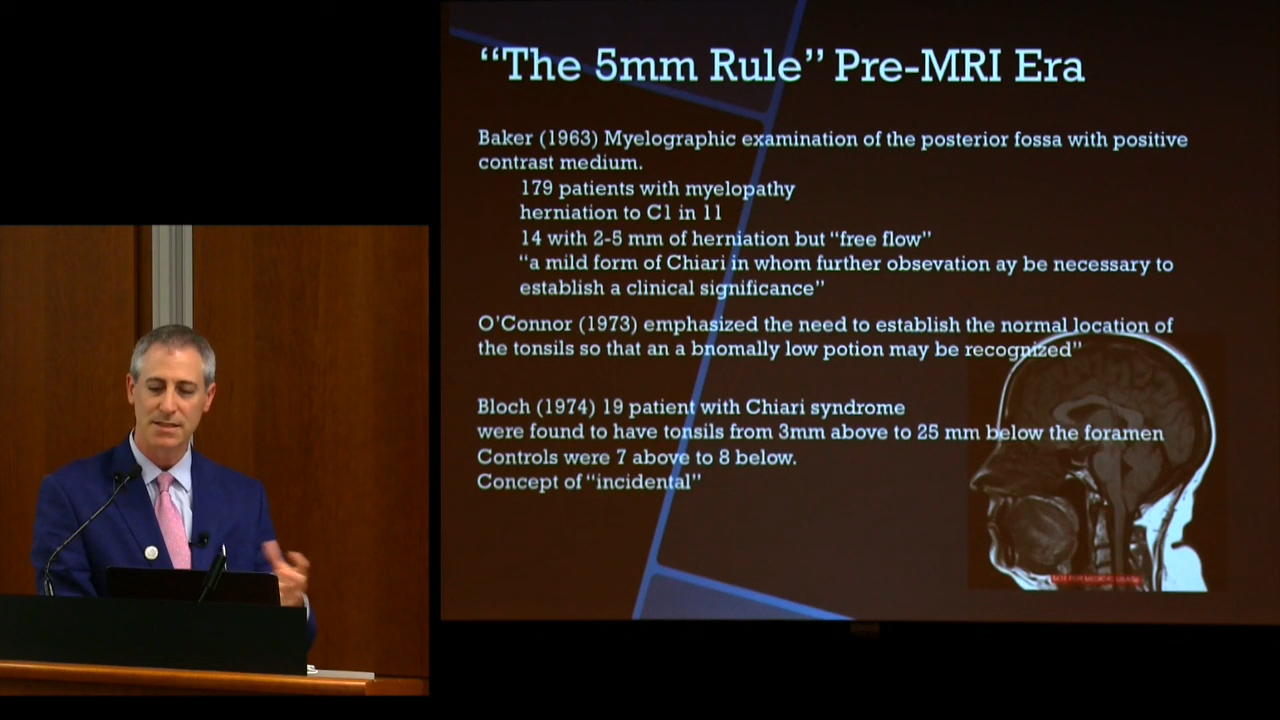 “The 5mm Rule” Pre-MRI Era
Baker (1963) Myelographic examination of the posterior fossa with positive
contrast medium.
179 patients with myelopathy
herniation to C1 in 11
14 with 2-5 mm of herniation but “free flow”
“a mild form of Chiari in whom further obsevation ay be necessary to
establish a clinical significance”
O’Connor (1973) emphasized the need to establish the normal location of
the tonsils so that an a bnomally low potion may be recognized”
Bloch (1974) 19 patient with Chiari syndrome
were found to have tonsils from 3mm above to 25 mm below the foramen
Controls were 7 above to 8 below.
Concept of “incidental”
NOT FOR MEDICAL USAGE